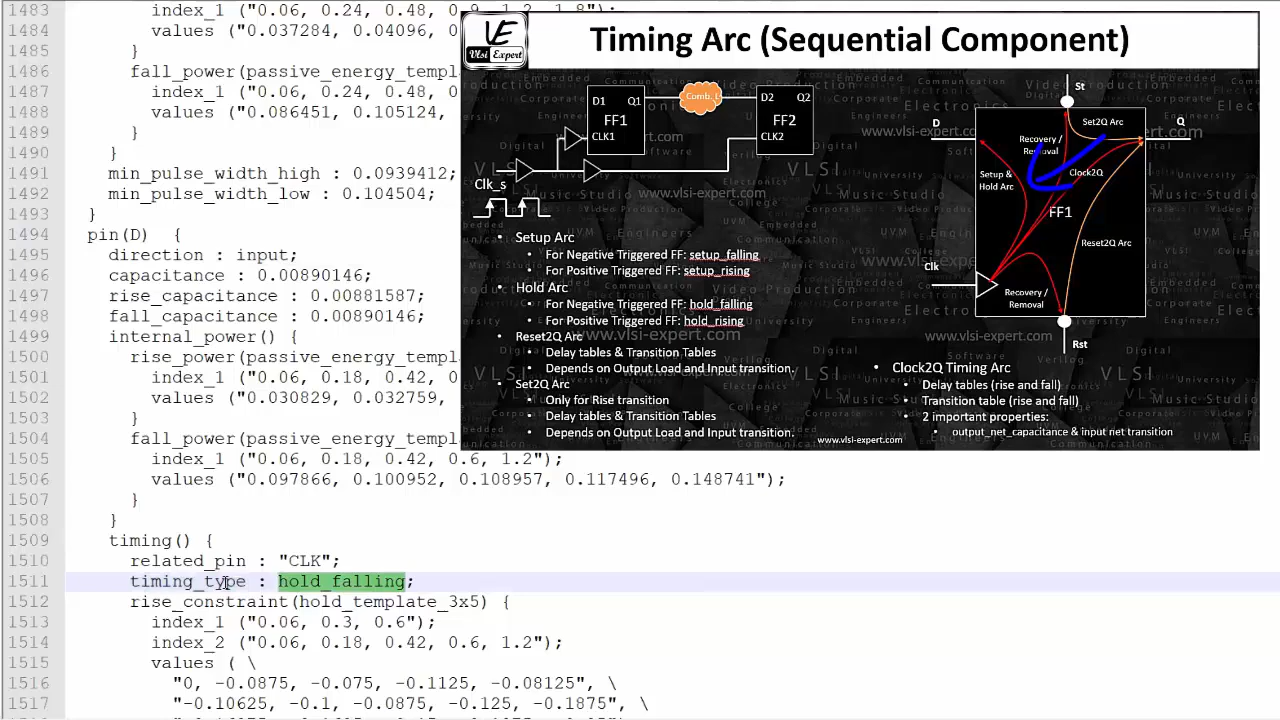 1483 index_1 ("0.06, 0.24, 0.48, 0.9, 1.2, 1.8");
1484 values ("0.037284, 0.04096, 0
1485 }
1486 fall_power(passive_energy_templ
1487 index_1 ("0.06, 0.24, 0.48, 0
1488 values ("0.086451, 0.105124,
1489 }
1490 }
1491 min_pulse_width_high : 0.0939412;
1492 min_pulse_width_low : 0.104504;
1493 }
1494 pin(D) {
1495 direction : input;
1496 capacitance : 0.00890146;
1497 rise_capacitance : 0.00881587;
1498 fall_capacitance : 0.00890146;
1499 internal_power() {
1500 rise_power(passive_energy_templ
1501 index_1 ("0.06, 0.18, 0.42, 0
1502 values ("0.030829, 0.032759,
1503 }
1504 fall_power(passive_energy_templ
1505 index_1 ("0.06, 0.18, 0.42, 0.6, 1.2");
1506 values ("0.097866, 0.100952, 0.108957, 0.117496, 0.148741");
1507 }
1508 }
1509 timing() {
1510 related_pin : "CLK";
1511 timing_type : hold_falling;
1512 rise_constraint(hold_template_3x5) {
1513 index_1 ("0.06, 0.3, 0.6");
1514 index_2 ("0.06, 0.18, 0.42, 0.6, 1.2");
1515 values ( \
1516 "0, -0.0875, -0.075, -0.1125, -0.08125", \
1517 "-0.10625, -0.1, -0.0875, -0.125, -0.1875", \
VE
Vlsi Expert
Timing Arc (Sequential Component)
D1 Q1
FF1
CLK1
Comb.
D2 Q2
FF2
CLK2
Clk_s
• Setup Arc
• For Negative Triggered FF: setup_falling
• For Positive Triggered FF: setup_rising
• Hold Arc
• For Negative Triggered FF: hold_falling
• For Positive Triggered FF: hold_rising
• Reset2Q Arc
• Delay tables & Transition Tables
• Depends on Output Load and Input transition.
• Set2Q Arc
• Only for Rise transition
• Delay tables & Transition Tables
• Depends on Output Load and Input transition.
St
D
Q
Set2Q Arc
Recovery /
Removal
Setup &
Hold Arc
Clock2Q
FF1
Reset2Q Arc
Clk
Recovery /
Removal
Rst
• Clock2Q Timing Arc
• Delay tables (rise and fall)
• Transition table (rise and fall)
• 2 important properties:
• output_net_capacitance & input net transition
www.vlsi-expert.com